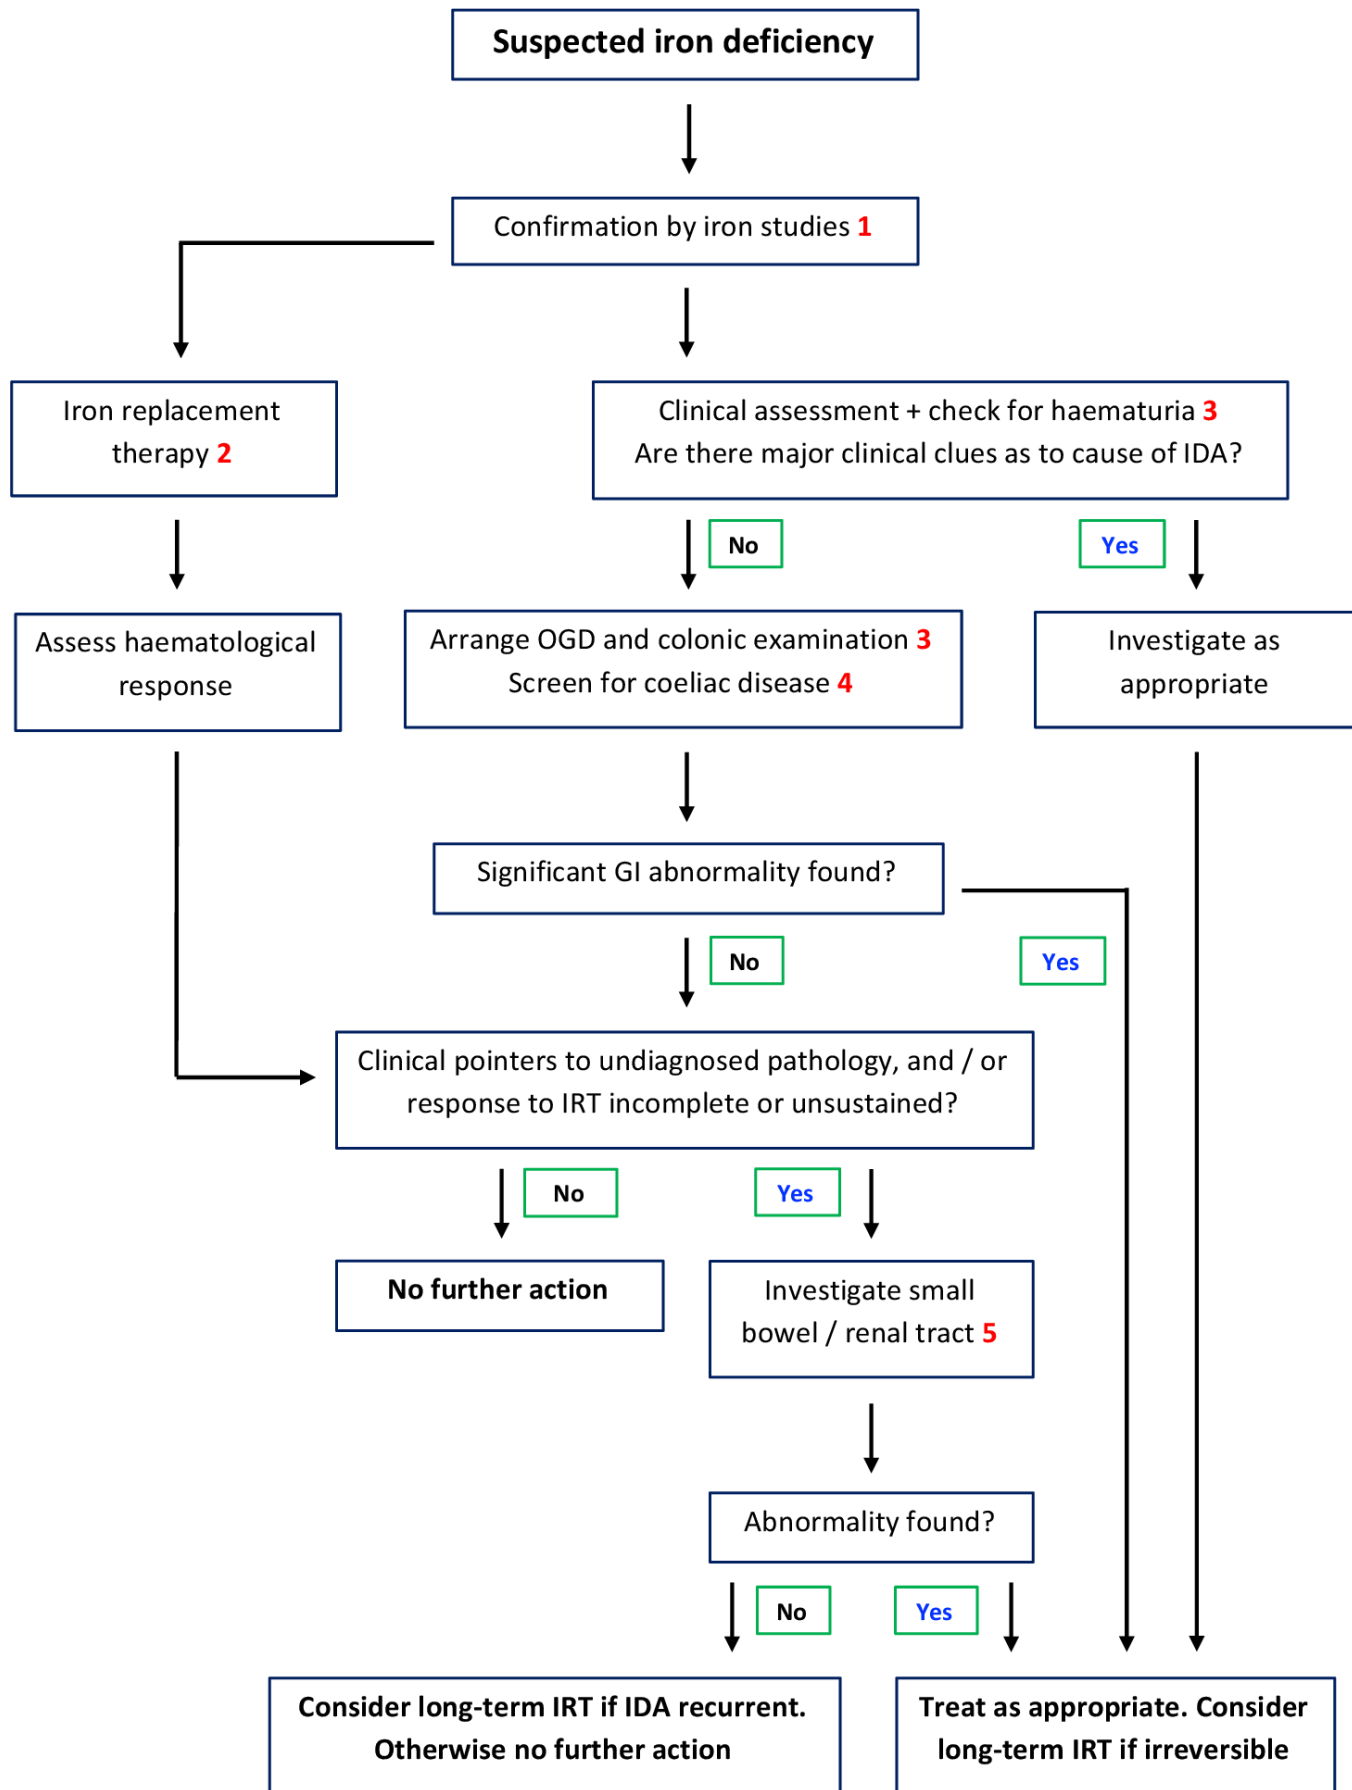 Suspected iron deficiency
Confirmation by iron studies 1
Iron replacement
therapy 2
Clinical assessment + check for haematuria 3
Are there major clinical clues as to cause of IDA?
No
Yes
Assess haematological
response
Arrange OGD and colonic examination 3
Screen for coeliac disease 4
Investigate as
appropriate
Significant GI abnormality found?
No
Yes
Clinical pointers to undiagnosed pathology, and / or
response to IRT incomplete or unsustained?
No
Yes
No further action
Investigate small
bowel / renal tract 5
Abnormality found?
No
Yes
Consider long-term IRT if IDA recurrent.
Otherwise no further action
Treat as appropriate. Consider
long-term IRT if irreversible